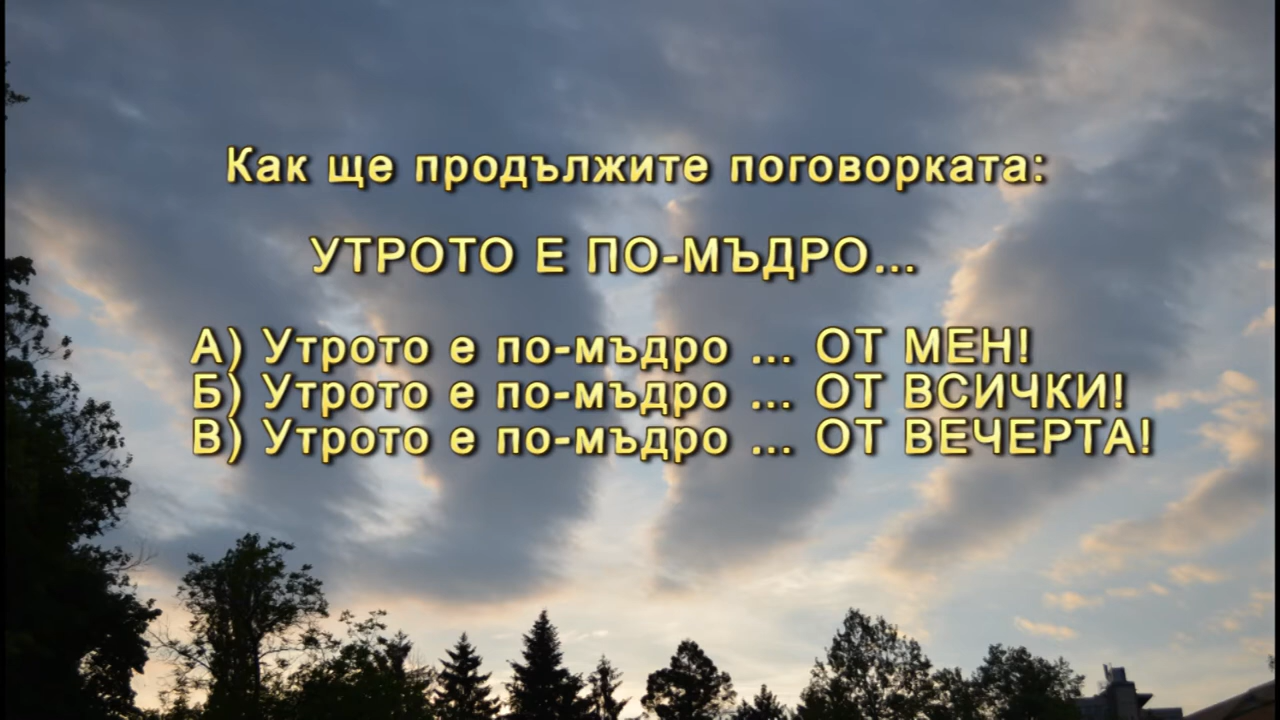 Как ще продължите поговорката:
УТРОТО Е ПО-МЪДРО...
А) Утрото е по-мъдро ... ОТ МЕН!
Б) Утрото е по-мъдро ... ОТ ВСИЧКИ!
В) Утрото е по-мъдро ... ОТ ВЕЧЕРТА!